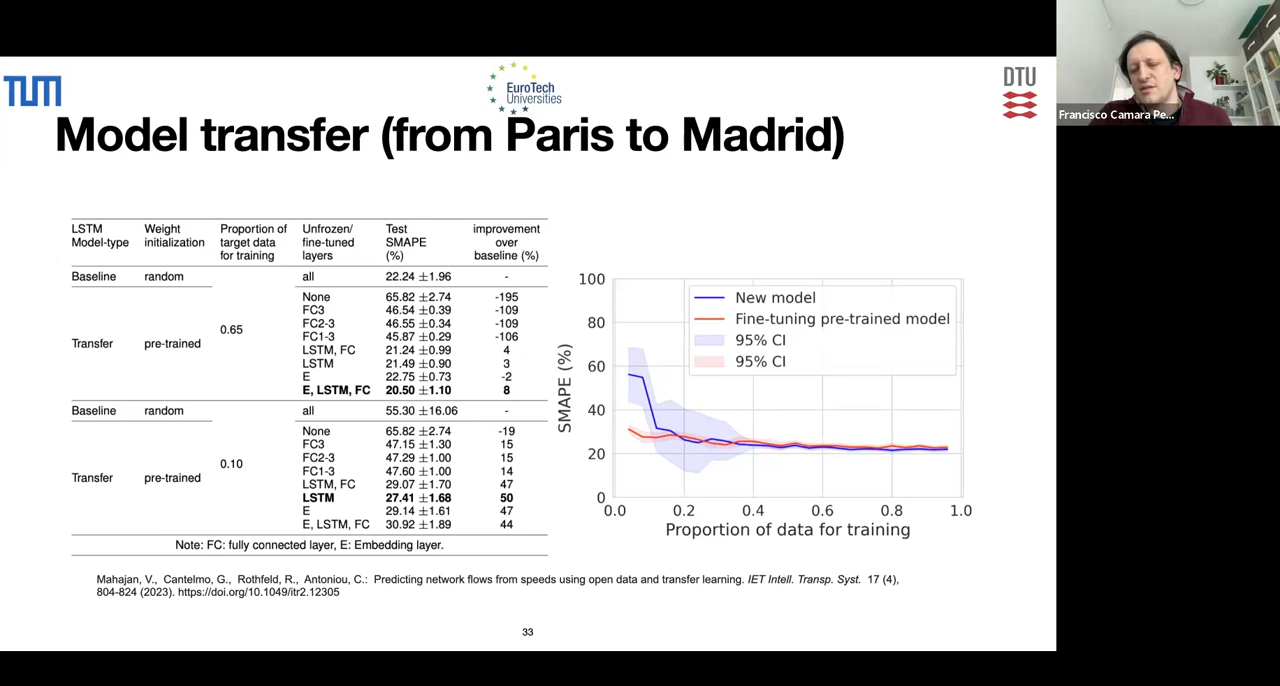 TUM
EuroTech
Universities
DTU
Francisco Camara Pe...
Model transfer (from Paris to Madrid)
LSTM Model-type Weight initialization Proportion of target data for training Unfrozen/ fine-tuned layers Test SMAPE (%) improvement over baseline (%)
Baseline random all 22.24 ±1.96 -
None 65.82 ±2.74 -195
FC3 46.54 ±0.39 -109
FC2-3 46.55 ±0.34 -109
0.65
FC1-3 45.87 ±0.29 -106
Transfer pre-trained
LSTM, FC 21.24 ±0.99 4
LSTM 21.49 ±0.90 3
E 22.75 ±0.73 -2
E, LSTM, FC 20.50 ±1.10 8
Baseline random all 55.30 ±16.06 -
None 65.82 ±2.74 -19
FC3 47.15 ±1.30 15
FC2-3 47.29 ±1.00 15
0.10
FC1-3 47.60 ±1.00 14
Transfer pre-trained
LSTM, FC 29.07 ±1.70 47
LSTM 27.41 ±1.68 50
E 29.14 ±1.61 47
E, LSTM, FC 30.92 ±1.89 44
Note: FC: fully connected layer, E: Embedding layer.
New model
Fine-tuning pre-trained model
95% CI
95% CI
SMAPE (%)
100
80
60
40
20
0
0.0 0.2 0.4 0.6 0.8 1.0
Proportion of data for training
Mahajan, V., Cantelmo, G., Rothfeld, R., Antoniou, C.: Predicting network flows from speeds using open data and transfer learning. IET Intell. Transp. Syst. 17 (4),
804-824 (2023). https://doi.org/10.1049/itr2.12305
33